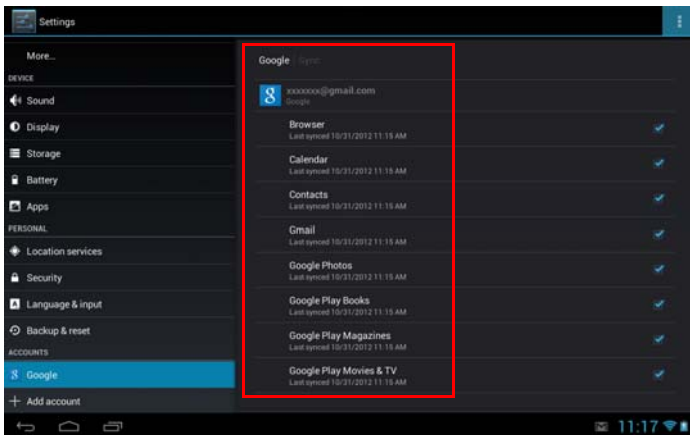 Settings
More...
DEVICE
Sound
Display
Storage
Battery
Apps
PERSONAL
Location services
Security
Language & input
Backup & reset
ACCOUNTS
Google
Add account
Google Sync
xxxxxxx@gmail.com
Google
Browser
Last synced 10/31/2012 11:15 AM
Calendar
Last synced 10/31/2012 11:15 AM
Contacts
Last synced 10/31/2012 11:15 AM
Gmail
Last synced 10/31/2012 11:15 AM
Google Photos
Last synced 10/31/2012 11:15 AM
Google Play Books
Last synced 10/31/2012 11:15 AM
Google Play Magazines
Last synced 10/31/2012 11:15 AM
Google Play Movies & TV
Last synced 10/31/2012 11:15 AM
11:17